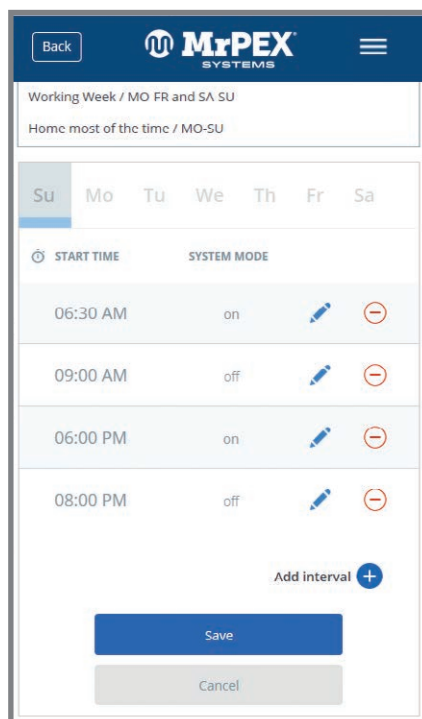 Back
MrPEX
SYSTEMS
Working Week / MO FR and SA SU
Home most of the time / MO-SU
Su Mo Tu We Th Fr Sa
START TIME SYSTEM MODE
06:30 AM on
09:00 AM off
06:00 PM on
08:00 PM off
Add interval
Save
Cancel